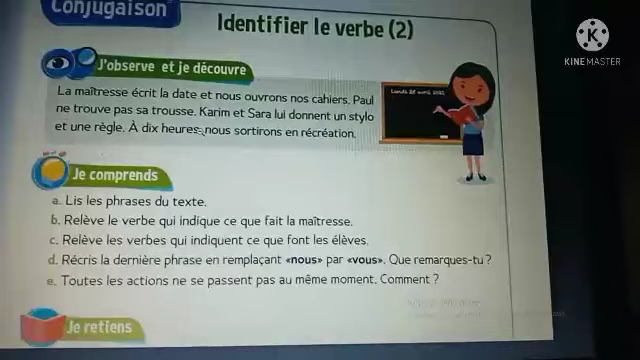 Conjugaison
Identifier le verbe (2)
KINEMASTER
J'observe et je découvre
La maîtresse écrit la date et nous ouvrons nos cahiers. Paul
ne trouve pas sa trousse. Karim et Sara lui donnent un stylo
et une règle. À dix heures, nous sortirons en récréation.
Lundi 26 avril 2021
Je comprends
a. Lis les phrases du texte.
b. Relève le verbe qui indique ce que fait la maîtresse.
c. Relève les verbes qui indiquent ce que font les élèves.
d. Récris la dernière phrase en remplaçant «nous» par «vous». Que remarques-tu ?
e. Toutes les actions ne se passent pas au même moment. Comment ?
Je retiens